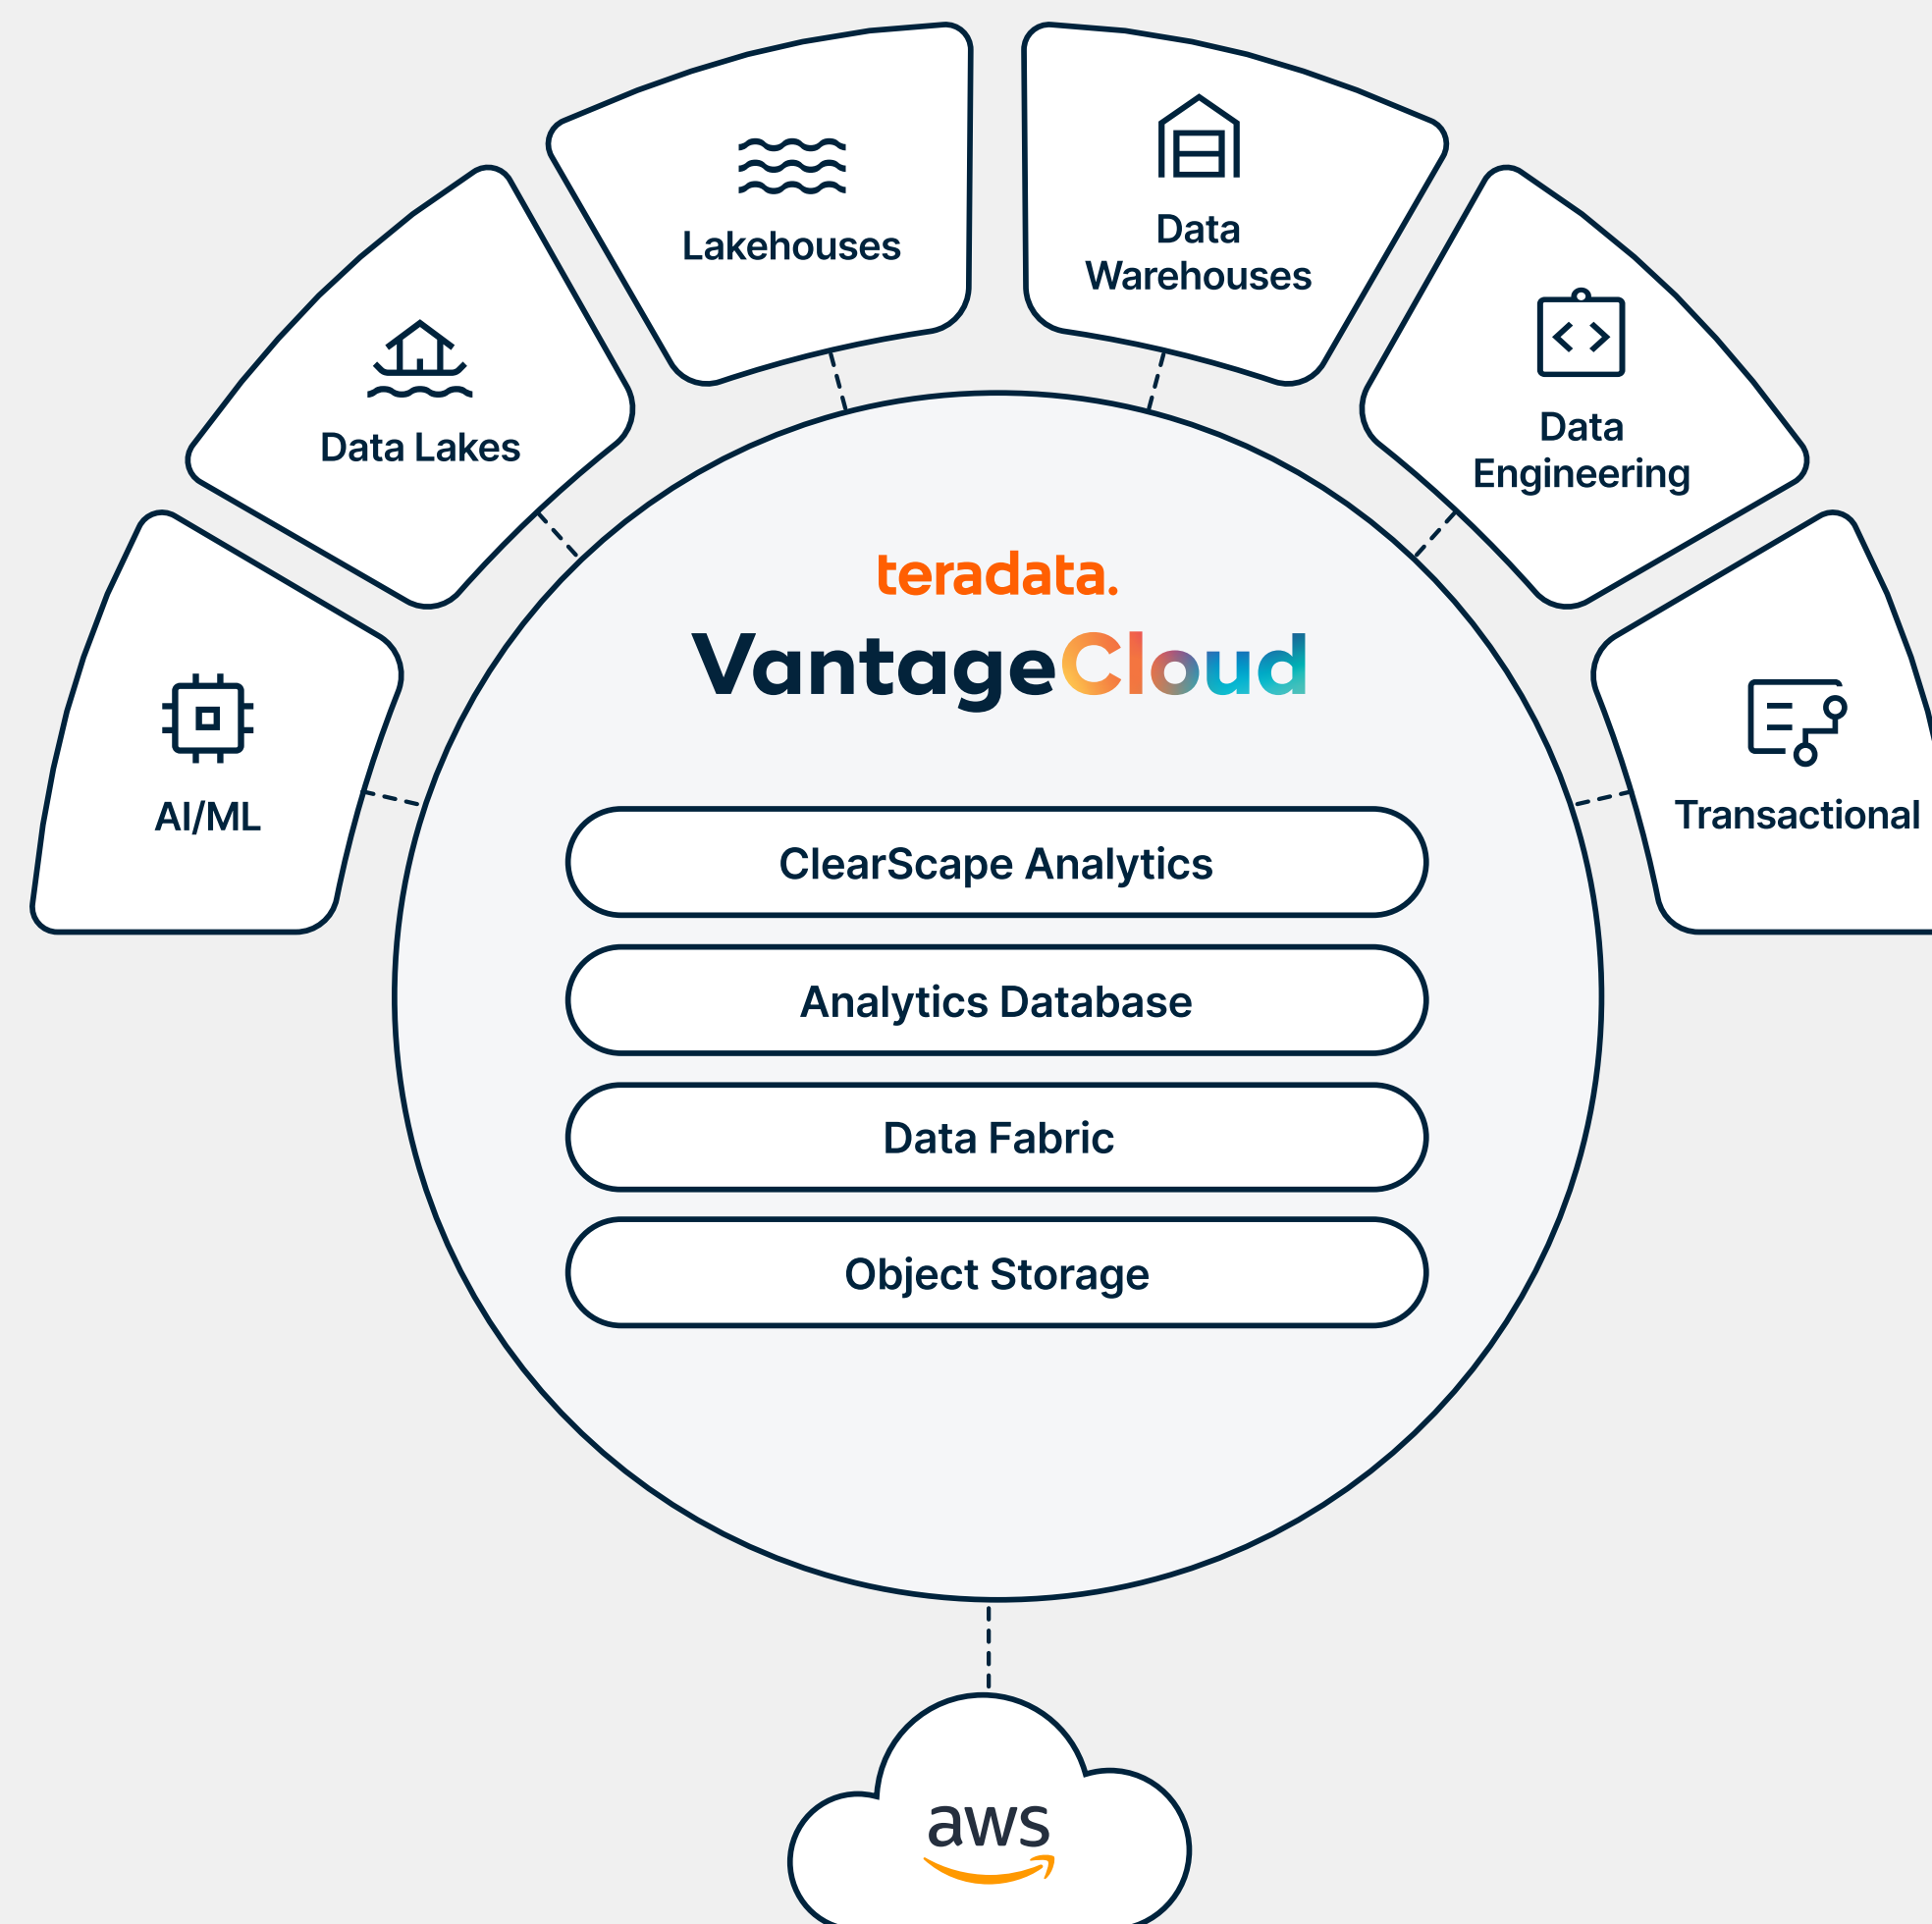 Lakehouses
Data
Warehouses
Data Lakes
Data
Engineering
AI/ML
Transactional
teradata.
VantageCloud
ClearScape Analytics
Analytics Database
Data Fabric
Object Storage
aws